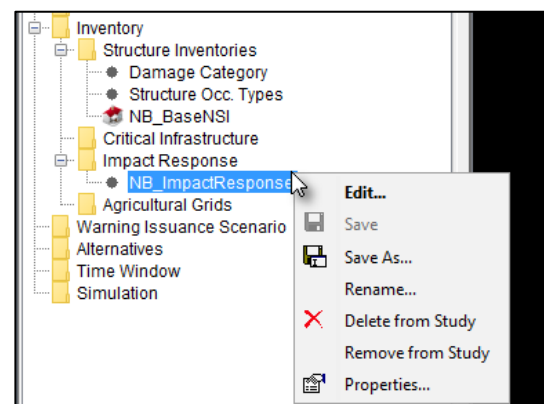 Inventory
Structure Inventories
Damage Category
Structure Occ. Types
NB_BaseNSI
Critical Infrastructure
Impact Response
NB_ImpactResponse
Agricultural Grids
Warning Issuance Scenario
Alternatives
Time Window
Simulation
Edit...
Save
Save As...
Rename...
Delete from Study
Remove from Study
Properties...